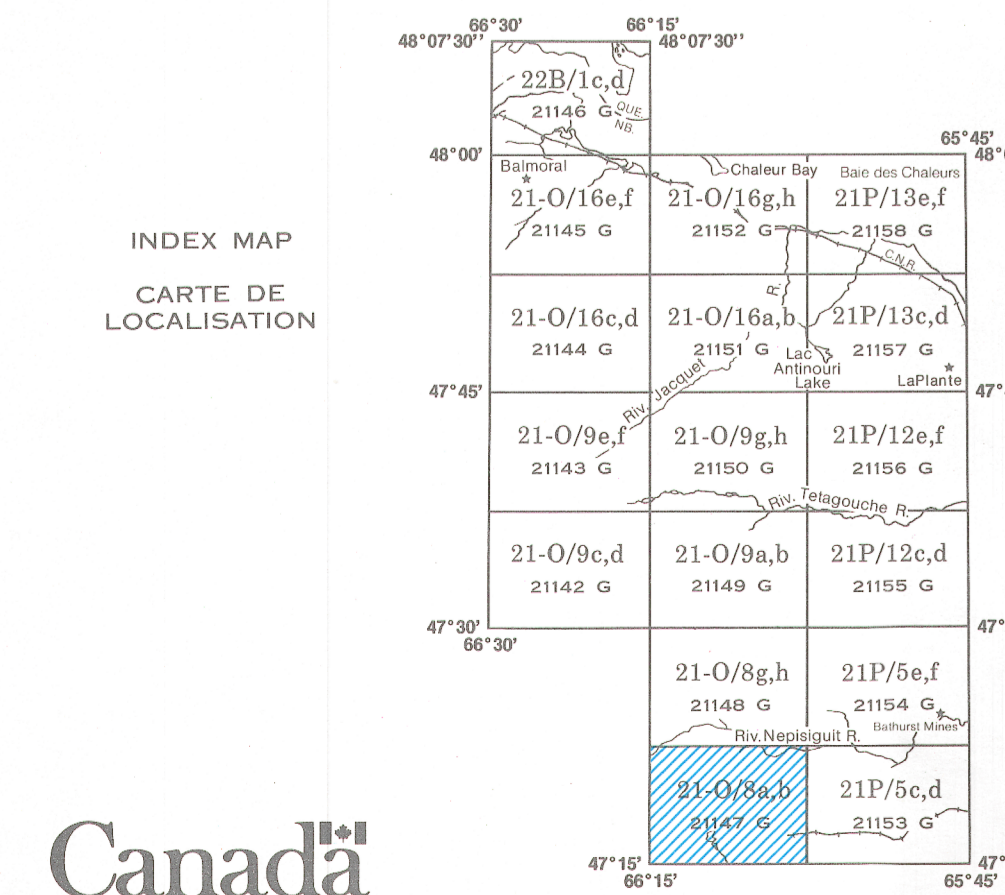 66°30' 66°15'
48°07'30'' 48°07'30''
22B/1c,d
21146 G
QUE.
NB.
65°45'
48°00' 48°0
Balmoral
Chaleur Bay
Baie des Chaleurs
21-O/16e,f 21-O/16g,h 21P/13e,f
21145 G 21152 G 21158 G
INDEX MAP
C.N.R.
CARTE DE
LOCALISATION
R.
21-O/16c,d 21-O/16a,b 21P/13c,d
21144 G 21151 G 21157 G
Lac
Antinouri
Lake
LaPlante
Riv. Jacquet
47°45' 47°
21-O/9e,f 21-O/9g,h 21P/12e,f
21143 G 21150 G 21156 G
Riv. Tetagouche R.
21-O/9c,d 21-O/9a,b 21P/12c,d
21142 G 21149 G 21155 G
47°30' 47°
66°30'
21-O/8g,h 21P/5e,f
21148 G 21154 G
Bathurst Mines
Riv. Nepisiguit R.
21-O/8a,b 21P/5c,d
21147 G 21153 G
Canada
47°15' 47°
66°15' 65°45'